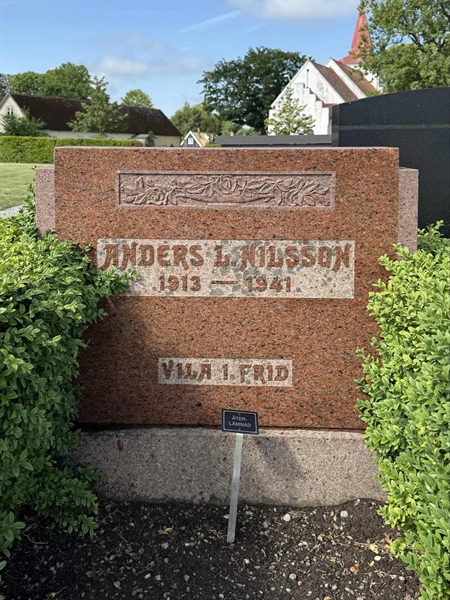 ANDERS L. NILSSON
1913 — 1941
VILA I. FRID
ÅTER-
LÄMNAD